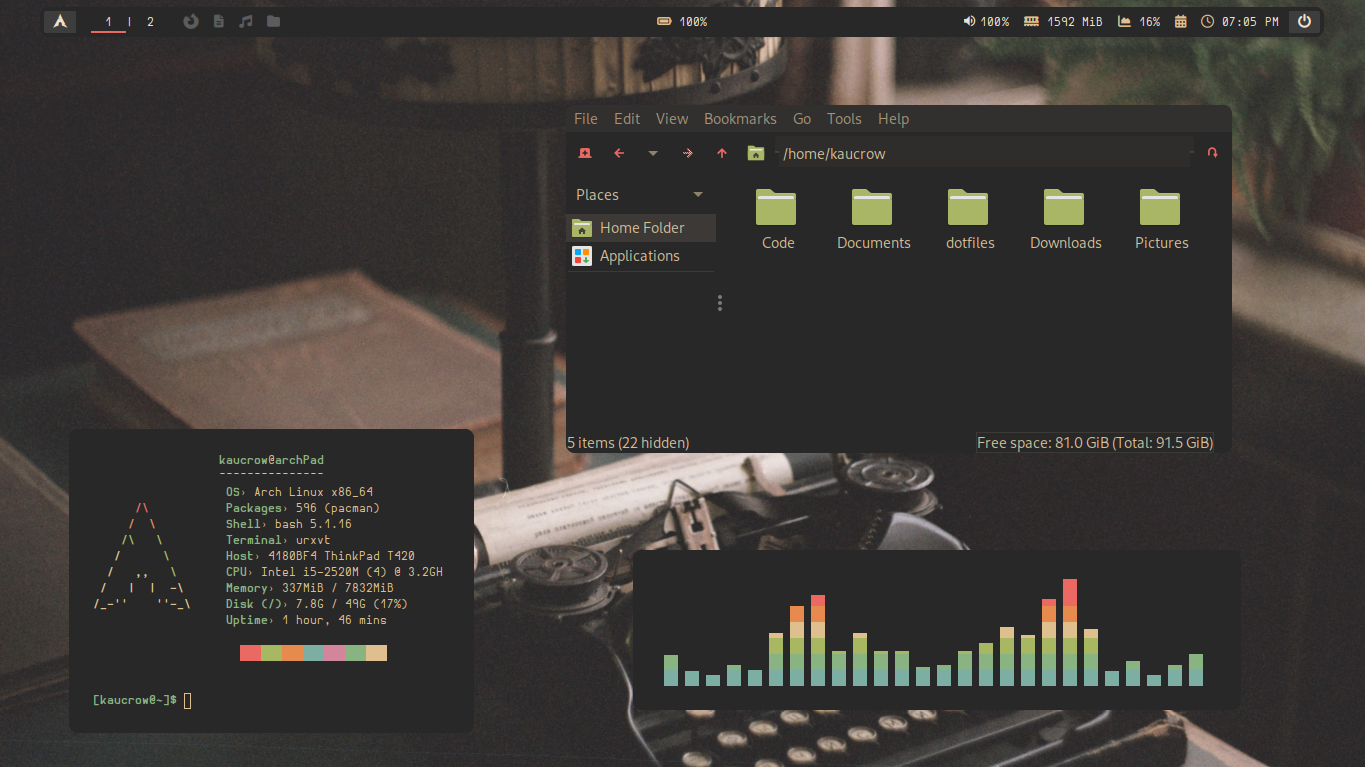 1 | 2
100%
100% 1592 MiB 16% 07:05 PM
File Edit View Bookmarks Go Tools Help
/home/kaucrow
Places
Home Folder
Applications
Code Documents dotfiles Downloads Pictures
5 items (22 hidden)
Free space: 81.0 GiB (Total: 91.5 GiB)
kaucrow@archPad
---------------
OS› Arch Linux x86_64
Packages› 596 (pacman)
Shell› bash 5.1.16
Terminal› urxvt
Host› 4180BF4 ThinkPad T420
CPU› Intel i5-2520M (4) @ 3.2GH
Memory› 337MiB / 7832MiB
Disk (/)› 7.8G / 49G (17%)
Uptime› 1 hour, 46 mins
[kaucrow@~]$